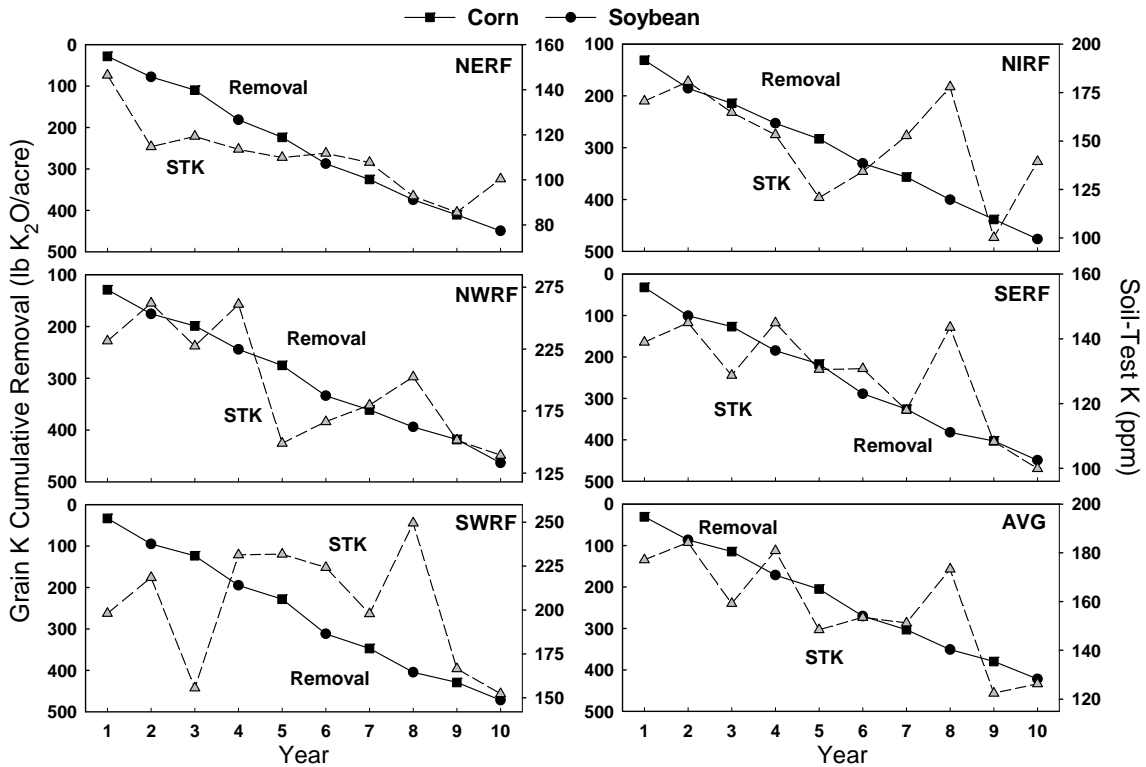 Corn Soybean
Grain K Cumulative Removal (lb K₂O/acre)
Soil-Test K (ppm)
NERF
Removal
STK
0
100
200
300
400
500
160
140
120
100
80
NIRF
Removal
STK
100
200
300
400
500
200
175
150
125
100
NWRF
Removal
STK
100
200
300
400
500
275
225
175
125
SERF
STK
Removal
0
100
200
300
400
500
160
140
120
100
SWRF
STK
Removal
0
100
200
300
400
500
250
225
200
175
150
1 2 3 4 5 6 7 8 9 10
Year
AVG
Removal
STK
0
100
200
300
400
500
200
180
160
140
120
1 2 3 4 5 6 7 8 9 10
Year